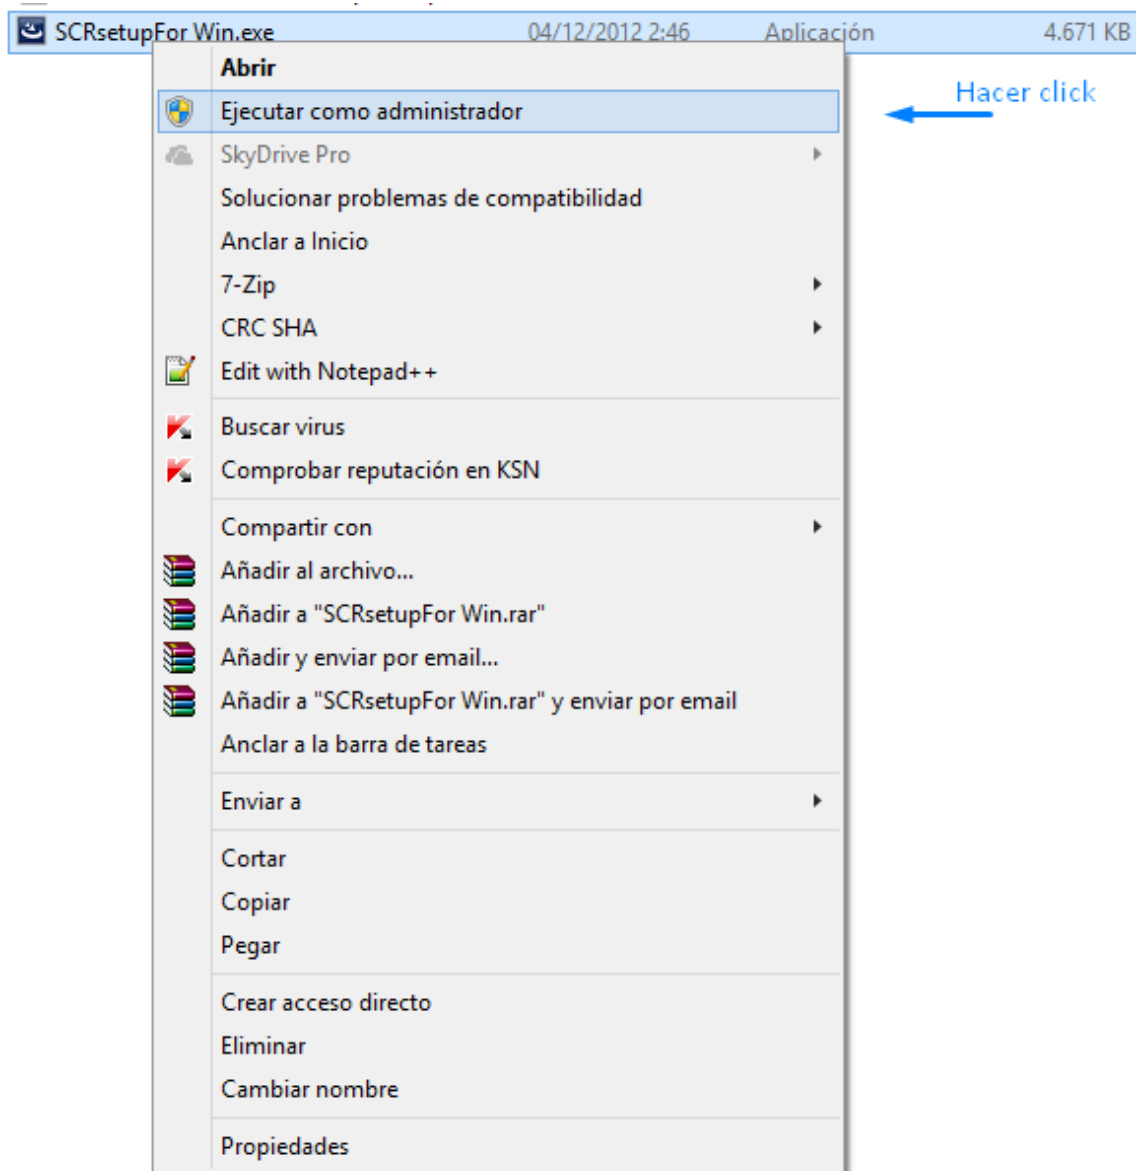 SCRsetupFor Win.exe 04/12/2012 2:46 Aplicación 4.671 KB
Abrir
Hacer click
Ejecutar como administrador
SkyDrive Pro
Solucionar problemas de compatibilidad
Anclar a Inicio
7-Zip
CRC SHA
Edit with Notepad++
Buscar virus
Comprobar reputación en KSN
Compartir con
Añadir al archivo...
Añadir a "SCRsetupFor Win.rar"
Añadir y enviar por email...
Añadir a "SCRsetupFor Win.rar" y enviar por email
Anclar a la barra de tareas
Enviar a
Cortar
Copiar
Pegar
Crear acceso directo
Eliminar
Cambiar nombre
Propiedades